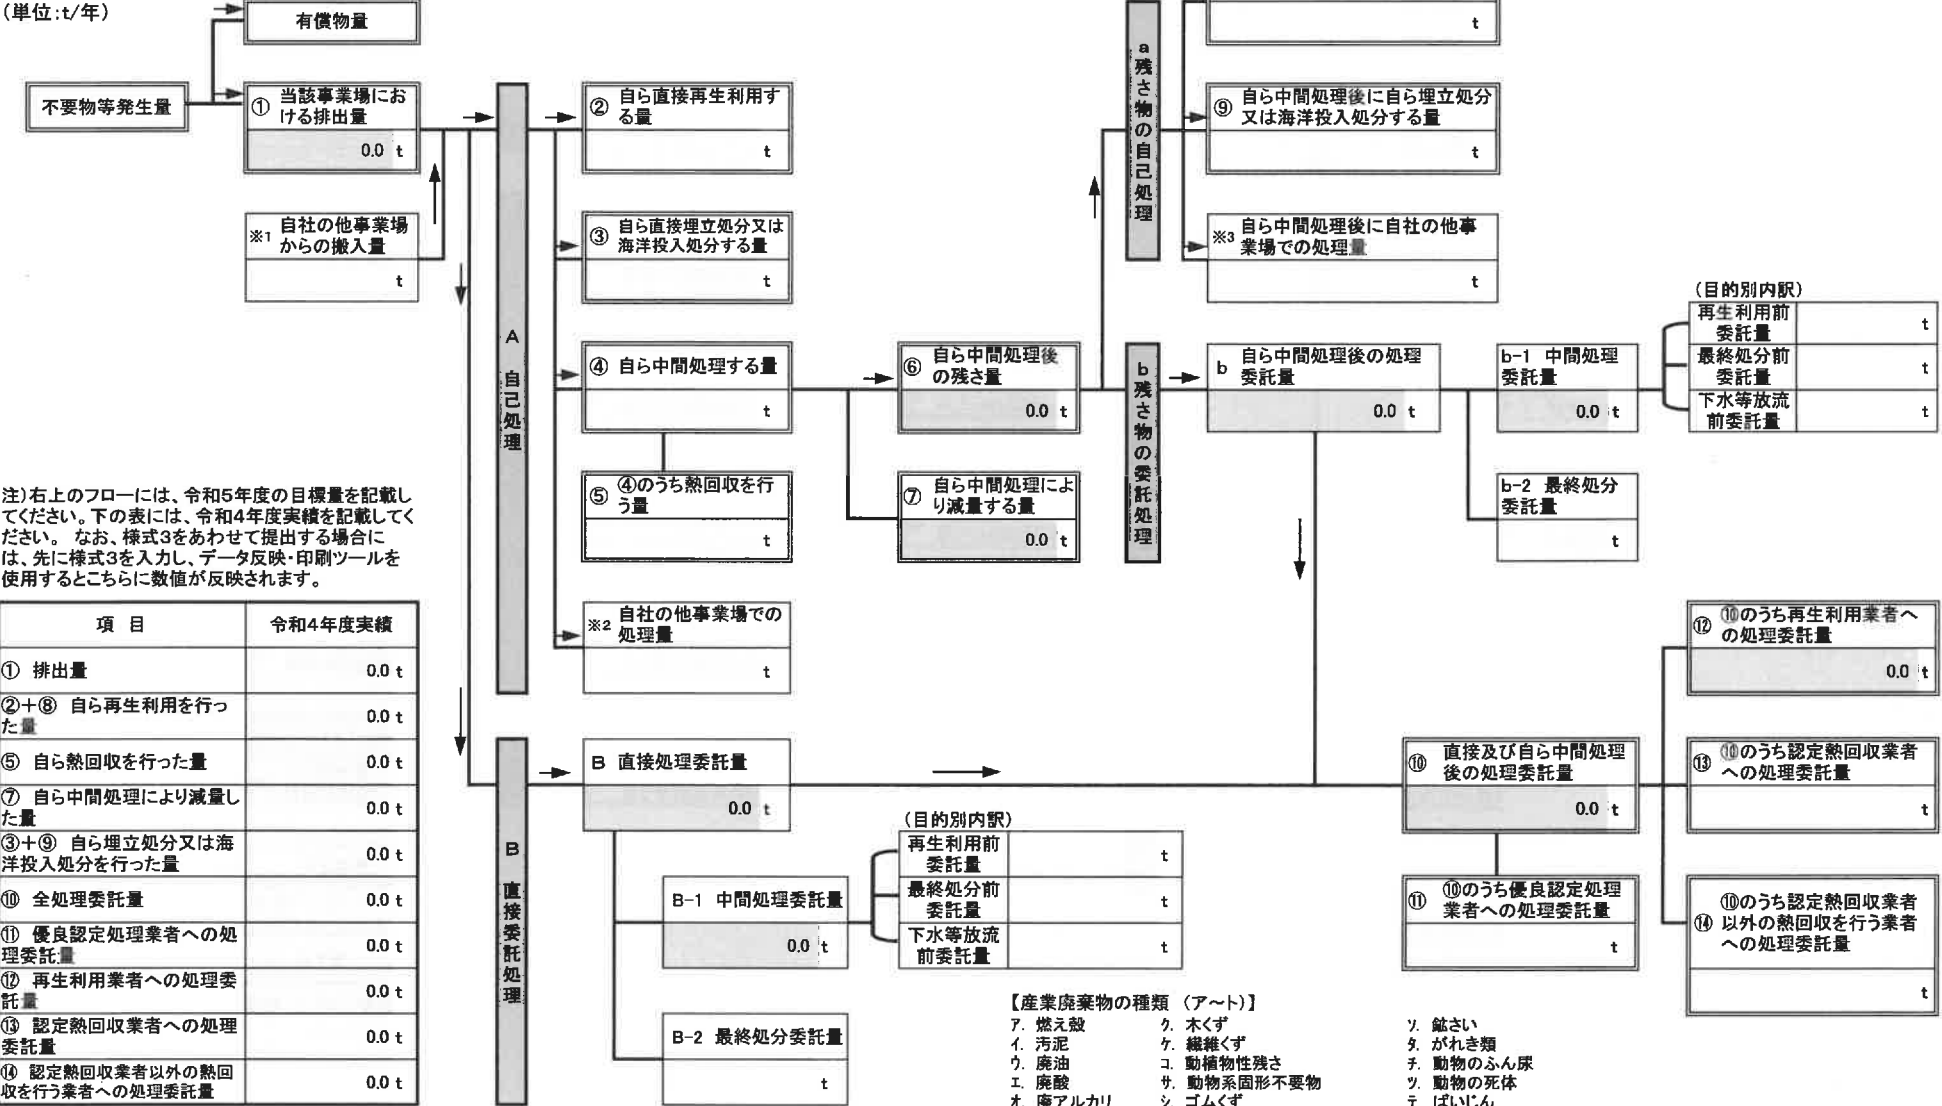 (単位:t/年)
有償物量
不要物等発生量
① 当該事業場にお
ける排出量
0.0 t
※1 自社の他事業場
からの搬入量
t
A 自己処理
② 自ら直接再生利用す
る量
t
③ 自ら直接埋立処分又は
海洋投入処分する量
t
④ 自ら中間処理する量
t
⑤ ④のうち熱回収を行
う量
t
※2 自社の他事業場での
処理量
t
⑥ 自ら中間処理後
の残さ量
0.0 t
⑦ 自ら中間処理によ
り減量する量
0.0 t
a 残さ物の自己処理
t
⑨ 自ら中間処理後に自ら埋立処分
又は海洋投入処分する量
t
※3 自ら中間処理後に自社の他事
業場での処理量
t
b 残さ物の委託処理
b 自ら中間処理後の処理
委託量
0.0 t
b-1 中間処理
委託量
0.0 t
b-2 最終処分
委託量
t
(目的別内訳)
再生利用前
委託量
t
最終処分前
委託量
t
下水等放流
前委託量
t
注)右上のフローには、令和5年度の目標量を記載し
てください。下の表には、令和4年度実績を記載してく
ださい。 なお、様式3をあわせて提出する場合に
は、先に様式3を入力し、データ反映・印刷ツールを
使用するとこちらに数値が反映されます。
項 目 令和4年度実績
① 排出量 0.0 t
②+⑧ 自ら再生利用を行っ
た量 0.0 t
⑤ 自ら熱回収を行った量 0.0 t
⑦ 自ら中間処理により減量し
た量 0.0 t
③+⑨ 自ら埋立処分又は海
洋投入処分を行った量 0.0 t
⑩ 全処理委託量 0.0 t
⑪ 優良認定処理業者への処
理委託量 0.0 t
⑫ 再生利用業者への処理委
託量 0.0 t
⑬ 認定熱回収業者への処理
委託量 0.0 t
⑭ 認定熱回収業者以外の熱回
収を行う業者への処理委託量 0.0 t
B 直接委託処理
B 直接処理委託量
0.0 t
B-1 中間処理委託量
0.0 t
B-2 最終処分委託量
t
(目的別内訳)
再生利用前
委託量
t
最終処分前
委託量
t
下水等放流
前委託量
t
⑩ 直接及び自ら中間処理
後の処理委託量
0.0 t
⑪ ⑩のうち優良認定処理
業者への処理委託量
t
⑫ ⑩のうち再生利用業者へ
の処理委託量
0.0 t
⑬ ⑩のうち認定熱回収業者
への処理委託量
t
⑭ ⑩のうち認定熱回収業者
以外の熱回収を行う業者
への処理委託量
t
【産業廃棄物の種類 (ア~ト)】
ア. 燃え殻 ク. 木くず ソ. 鉱さい
イ. 汚泥 ケ. 繊維くず タ. がれき類
ウ. 廃油 コ. 動植物性残さ チ. 動物のふん尿
エ. 廃酸 サ. 動物系固形不要物 ツ. 動物の死体
オ. 廃アルカリ シ. ゴムくず テ. ばいじん